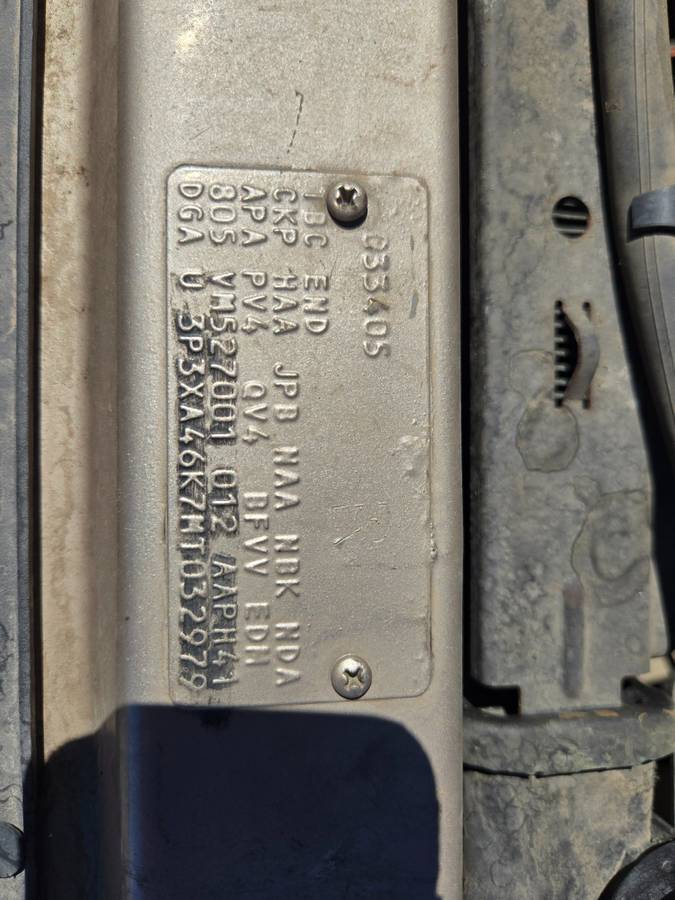 033405
TBC END
CKP HAA JPB NAA NBK NDA
APA PV4 QV4 BFVV EDM
805 VM527001 012 AAPH41
DGA U 3P3XA46K7MT032979